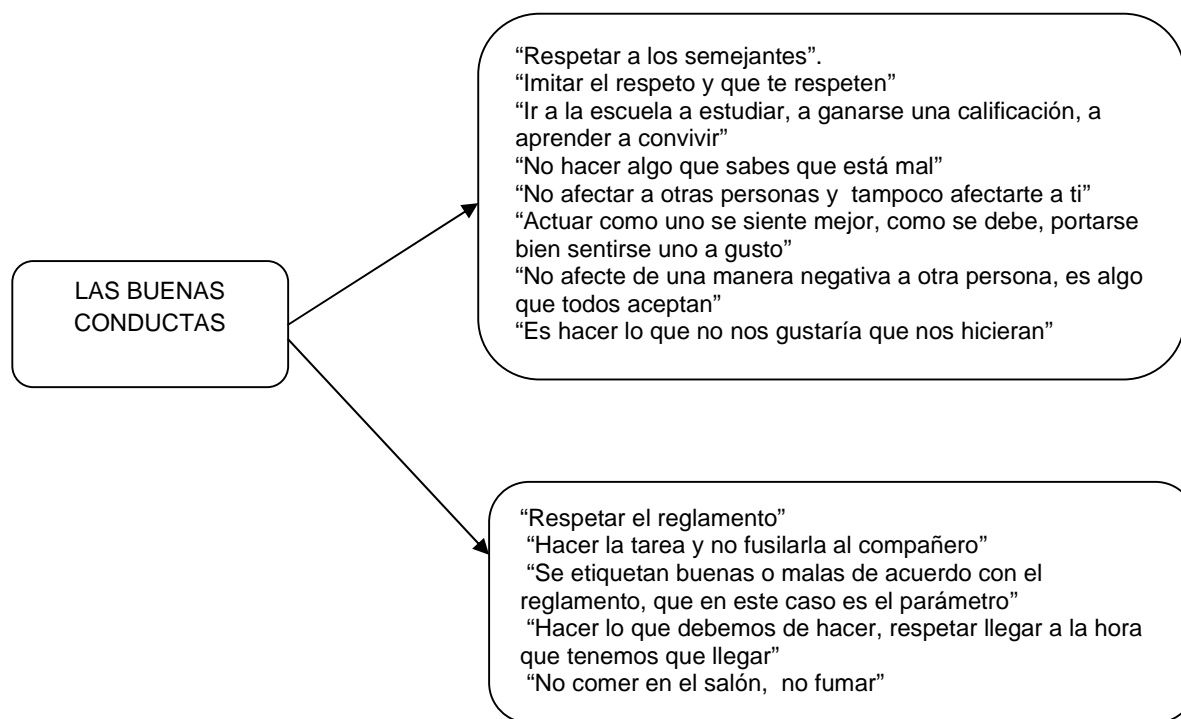 LAS BUENAS
CONDUCTAS
“Respetar a los semejantes”.
“Imitar el respeto y que te respeten”
“Ir a la escuela a estudiar, a ganarse una calificación, a
aprender a convivir”
“No hacer algo que sabes que está mal”
“No afectar a otras personas y  tampoco afectarte a ti”
“Actuar como uno se siente mejor, como se debe, portarse
bien sentirse uno a gusto”
“No afecte de una manera negativa a otra persona, es algo
que todos aceptan”
“Es hacer lo que no nos gustaría que nos hicieran”
“Respetar el reglamento”
“Hacer la tarea y no fusilarla al compañero”
“Se etiquetan buenas o malas de acuerdo con el
reglamento, que en este caso es el parámetro”
“Hacer lo que debemos de hacer, respetar llegar a la hora
que tenemos que llegar”
“No comer en el salón,  no fumar”